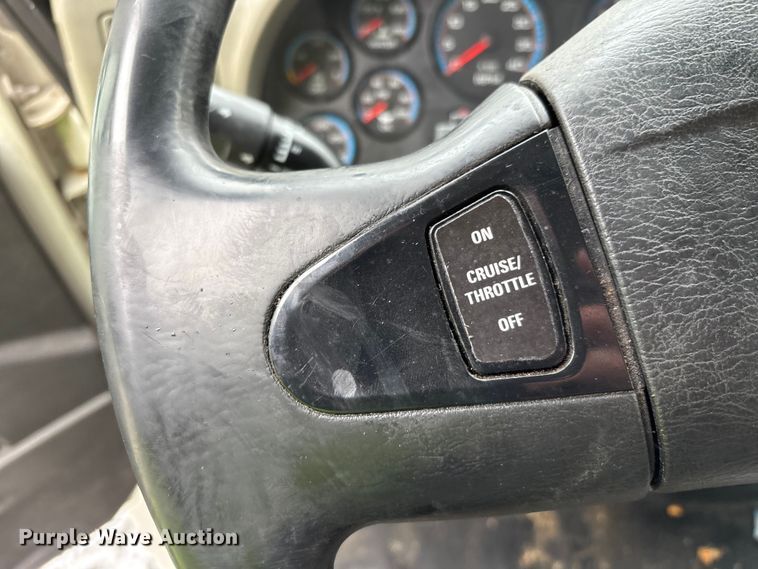 ON
CRUISE/
THROTTLE
OFF
Purple Wave Auction